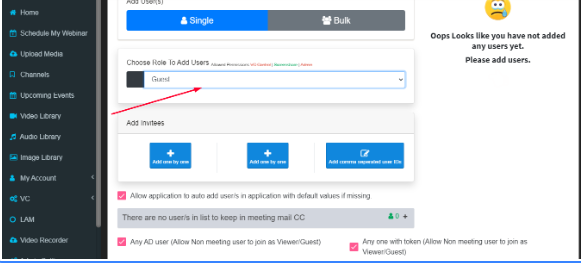 Home
Schedule My Webinar
Upload Media
Channels
Upcoming Events
Video Library
Audio Library
Image Library
My Account
VC
LAM
Video Recorder
Add User(s)
Single
Bulk
Choose Role To Add Users
Guest
Add Invitees
Add one by one
Add one by one
Add comma separated user IDs
Allow application to auto add user/s in application with default values if missing
There are no user/s in list to keep in meeting mail CC
0 +
Any AD user (Allow Non meeting user to join as Viewer/Guest)
Any one with token (Allow Non meeting user to join as
Viewer/Guest)
Oops Looks like you have not added
any users yet.
Please add users.